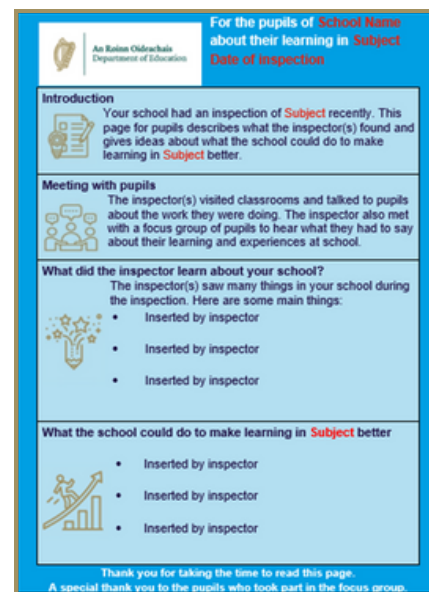 For the pupils of School Name
about their learning in Subject
Date of inspection
An Roinn Oideachais
Department of Education
Introduction
Your school had an inspection of Subject recently. This
page for pupils describes what the inspector(s) found and
gives ideas about what the school could do to make
learning in Subject better.
Meeting with pupils
The inspector(s) visited classrooms and talked to pupils
about the work they were doing. The inspector also met
with a focus group of pupils to hear what they had to say
about their learning and experiences at school.
What did the inspector learn about your school?
The inspector(s) saw many things in your school during
the inspection. Here are some main things:
• Inserted by inspector
• Inserted by inspector
• Inserted by inspector
What the school could do to make learning in Subject better
• Inserted by inspector
• Inserted by inspector
• Inserted by inspector
Thank you for taking the time to read this page.
A special thank you to the pupils who took part in the focus group.